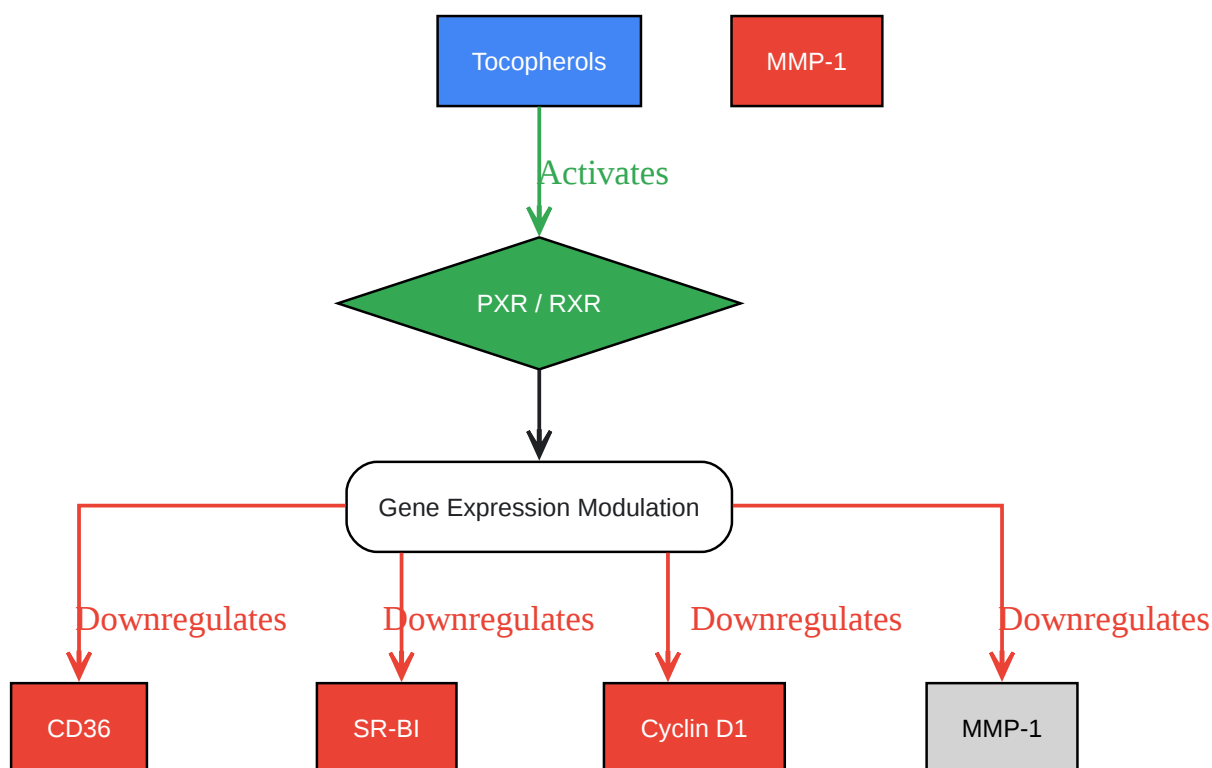 Tocopherols
MMP-1
Activates
PXR / RXR
Gene Expression Modulation
Downregulates
Downregulates
Downregulates
Downregulates
CD36
SR-BI
Cyclin D1
MMP-1